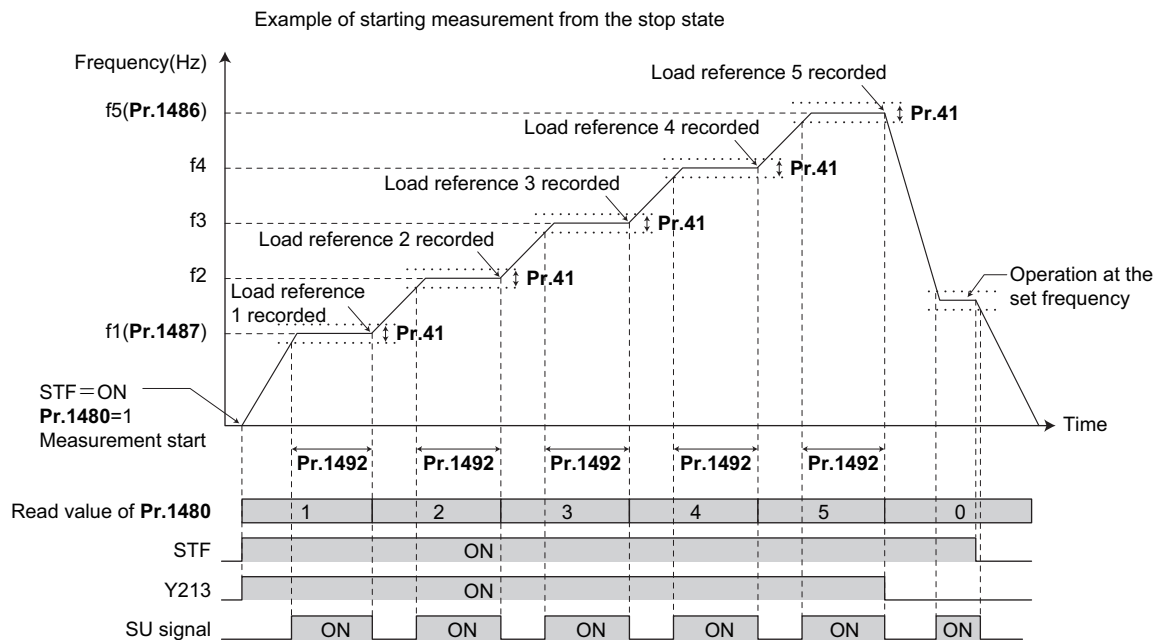 Example of starting measurement from the stop state
Frequency(Hz)
f5(Pr.1486)
f4
f3
f2
f1(Pr.1487)
Load reference 5 recorded
Pr.41
Load reference 4 recorded
Pr.41
Load reference 3 recorded
Pr.41
Load reference 2 recorded
Pr.41
Load reference
1 recorded
Pr.41
Operation at the
set frequency
STF=ON
Pr.1480=1
Measurement start
Time
Pr.1492 Pr.1492 Pr.1492 Pr.1492 Pr.1492
Read value of Pr.1480 1 2 3 4 5 0
STF ON
Y213 ON
SU signal ON ON ON ON ON ON